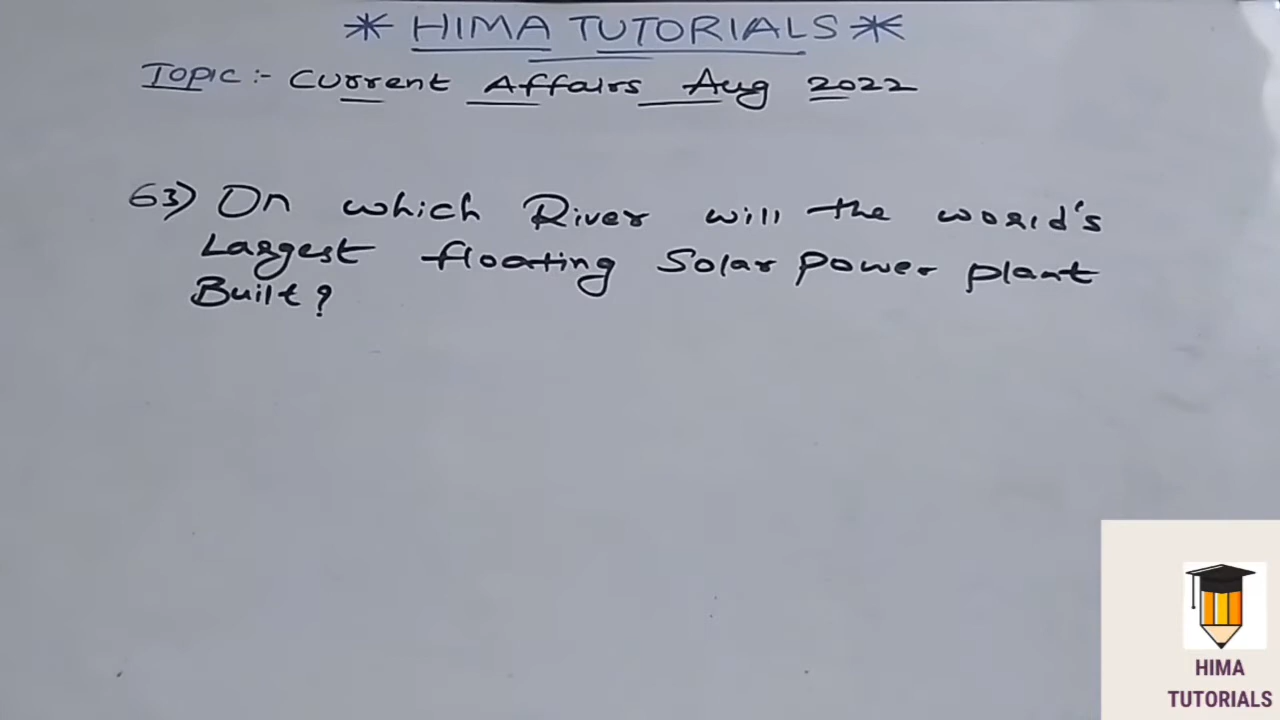 * HIMA TUTORIALS *
Topic :- Current Affairs Aug 2022
63) On which River will the world's
Largest floating Solar power plant
Built?
HIMA
TUTORIALS